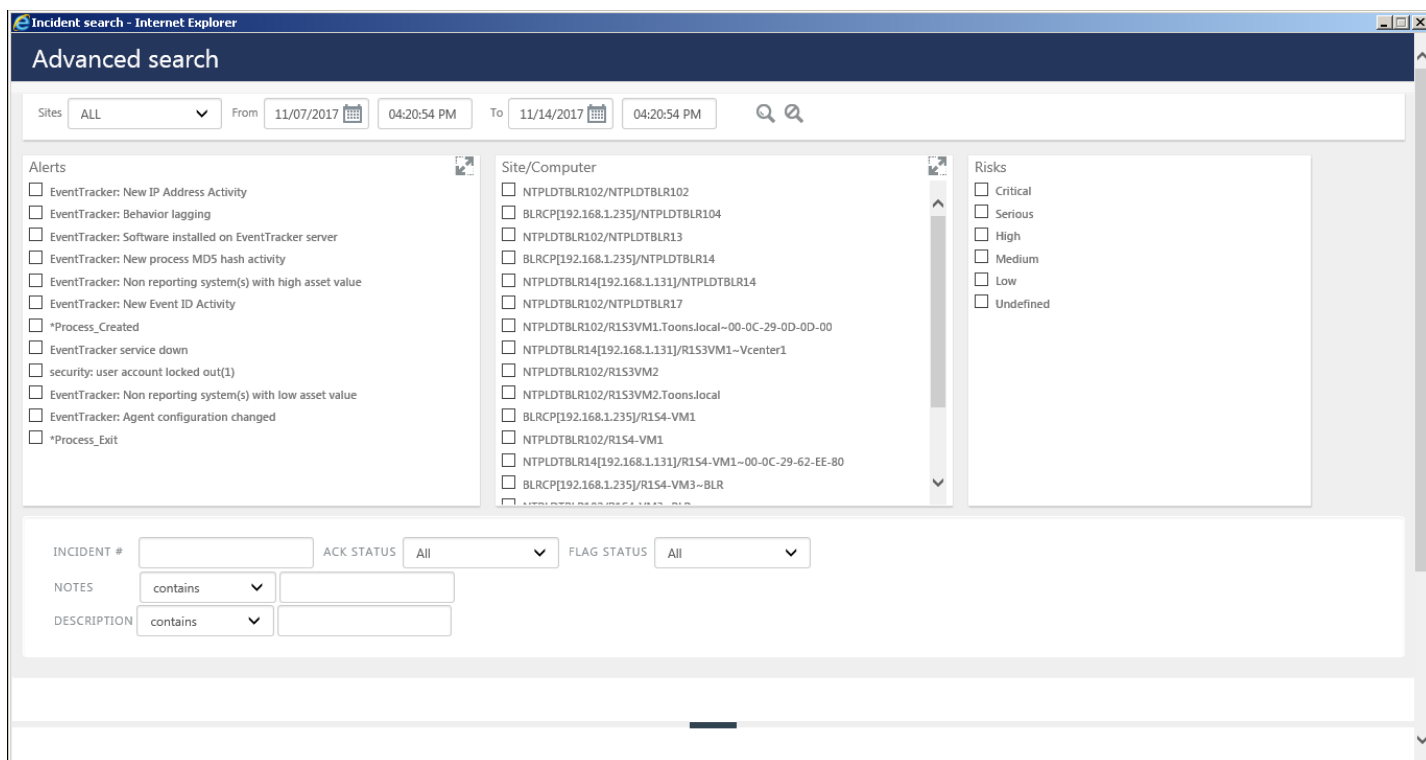 Incident search - Internet Explorer
Advanced search
Sites ALL From 11/07/2017 04:20:54 PM To 11/14/2017 04:20:54 PM
Alerts
EventTracker: New IP Address Activity
EventTracker: Behavior lagging
EventTracker: Software installed on EventTracker server
EventTracker: New process MD5 hash activity
EventTracker: Non reporting system(s) with high asset value
EventTracker: New Event ID Activity
*Process_Created
EventTracker service down
security: user account locked out(1)
EventTracker: Non reporting system(s) with low asset value
EventTracker: Agent configuration changed
*Process_Exit
Site/Computer
NTPLDTBLR102/NTPLDTBLR102
BLRCP[192.168.1.235]/NTPLDTBLR104
NTPLDTBLR102/NTPLDTBLR13
BLRCP[192.168.1.235]/NTPLDTBLR14
NTPLDTBLR14[192.168.1.131]/NTPLDTBLR14
NTPLDTBLR102/NTPLDTBLR17
NTPLDTBLR102/R1S3VM1.Toons.local~00-0C-29-0D-0D-00
NTPLDTBLR14[192.168.1.131]/R1S3VM1~Vcenter1
NTPLDTBLR102/R1S3VM2
NTPLDTBLR102/R1S3VM2.Toons.local
BLRCP[192.168.1.235]/R1S4-VM1
NTPLDTBLR102/R1S4-VM1
NTPLDTBLR14[192.168.1.131]/R1S4-VM1~00-0C-29-62-EE-80
BLRCP[192.168.1.235]/R1S4-VM3~BLR
Risks
Critical
Serious
High
Medium
Low
Undefined
INCIDENT # ACK STATUS All FLAG STATUS All
NOTES contains
DESCRIPTION contains